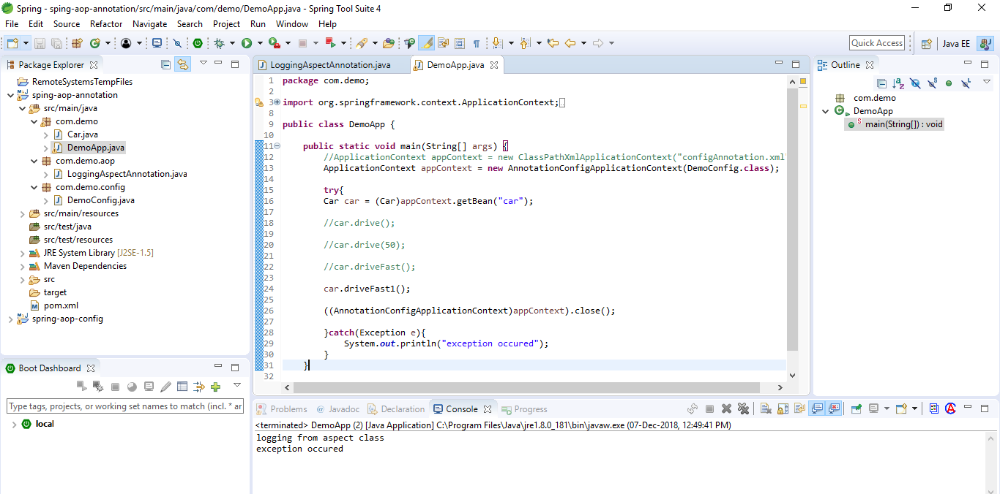 Spring - sping-aop-annotation/src/main/java/com/demo/DemoApp.java - Spring Tool Suite 4
File Edit Source Refactor Navigate Search Project Run Window Help
Quick Access
Java EE
Package Explorer
RemoteSystemsTempFiles
sping-aop-annotation
src/main/java
com.demo
Car.java
DemoApp.java
com.demo.aop
LoggingAspectAnnotation.java
com.demo.config
DemoConfig.java
src/main/resources
src/test/java
src/test/resources
JRE System Library [J2SE-1.5]
Maven Dependencies
src
target
pom.xml
spring-aop-config
Boot Dashboard
Type tags, projects, or working set names to match (incl. * ar
local
LoggingAspectAnnotation.java DemoApp.java
1 package com.demo;
2
3 import org.springframework.context.ApplicationContext;
8
9 public class DemoApp {
10
11 public static void main(String[] args) {
12 //ApplicationContext appContext = new ClassPathXmlApplicationContext("configAnnotation.xml"
13 ApplicationContext appContext = new AnnotationConfigApplicationContext(DemoConfig.class);
14
15 try{
16 Car car = (Car)appContext.getBean("car");
17
18 //car.drive();
19
20 //car.drive(50);
21
22 //car.driveFast();
23
24 car.driveFast1();
25
26 ((AnnotationConfigApplicationContext)appContext).close();
27
28 }catch(Exception e){
29 System.out.println("exception occured");
30 }
31 }
32
Outline
com.demo
DemoApp
main(String[]) : void
Problems Javadoc Declaration Console Progress
<terminated> DemoApp (2) [Java Application] C:\Program Files\Java\jre1.8.0_181\bin\javaw.exe (07-Dec-2018, 12:49:41 PM)
logging from aspect class
exception occured